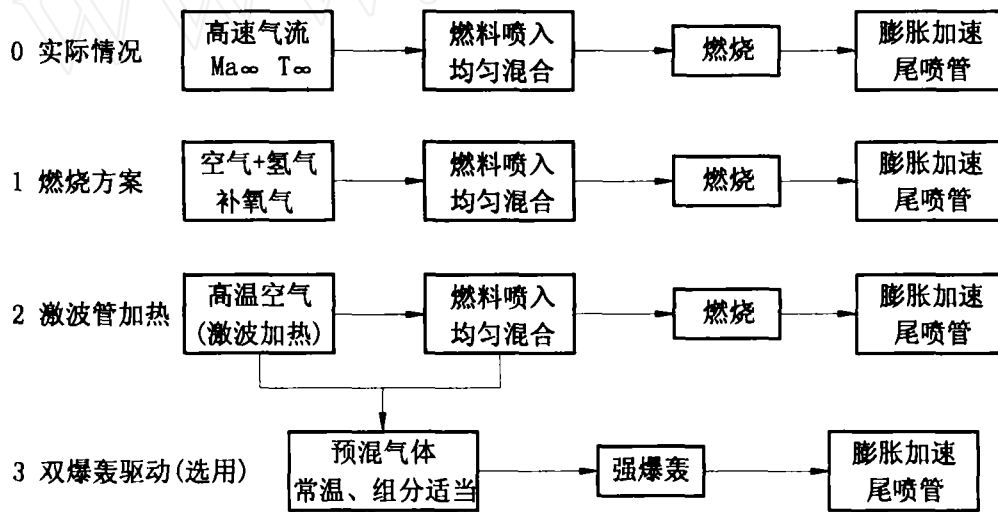 0 实际情况
高速气流
Ma∞ T∞
燃料喷入
均匀混合
燃烧
膨胀加速
尾喷管
1 燃烧方案
空气+氢气
补氧气
燃料喷入
均匀混合
燃烧
膨胀加速
尾喷管
2 激波管加热
高温空气
(激波加热)
燃料喷入
均匀混合
燃烧
膨胀加速
尾喷管
3 双爆轰驱动(选用)
预混气体
常温、组分适当
强爆轰
膨胀加速
尾喷管